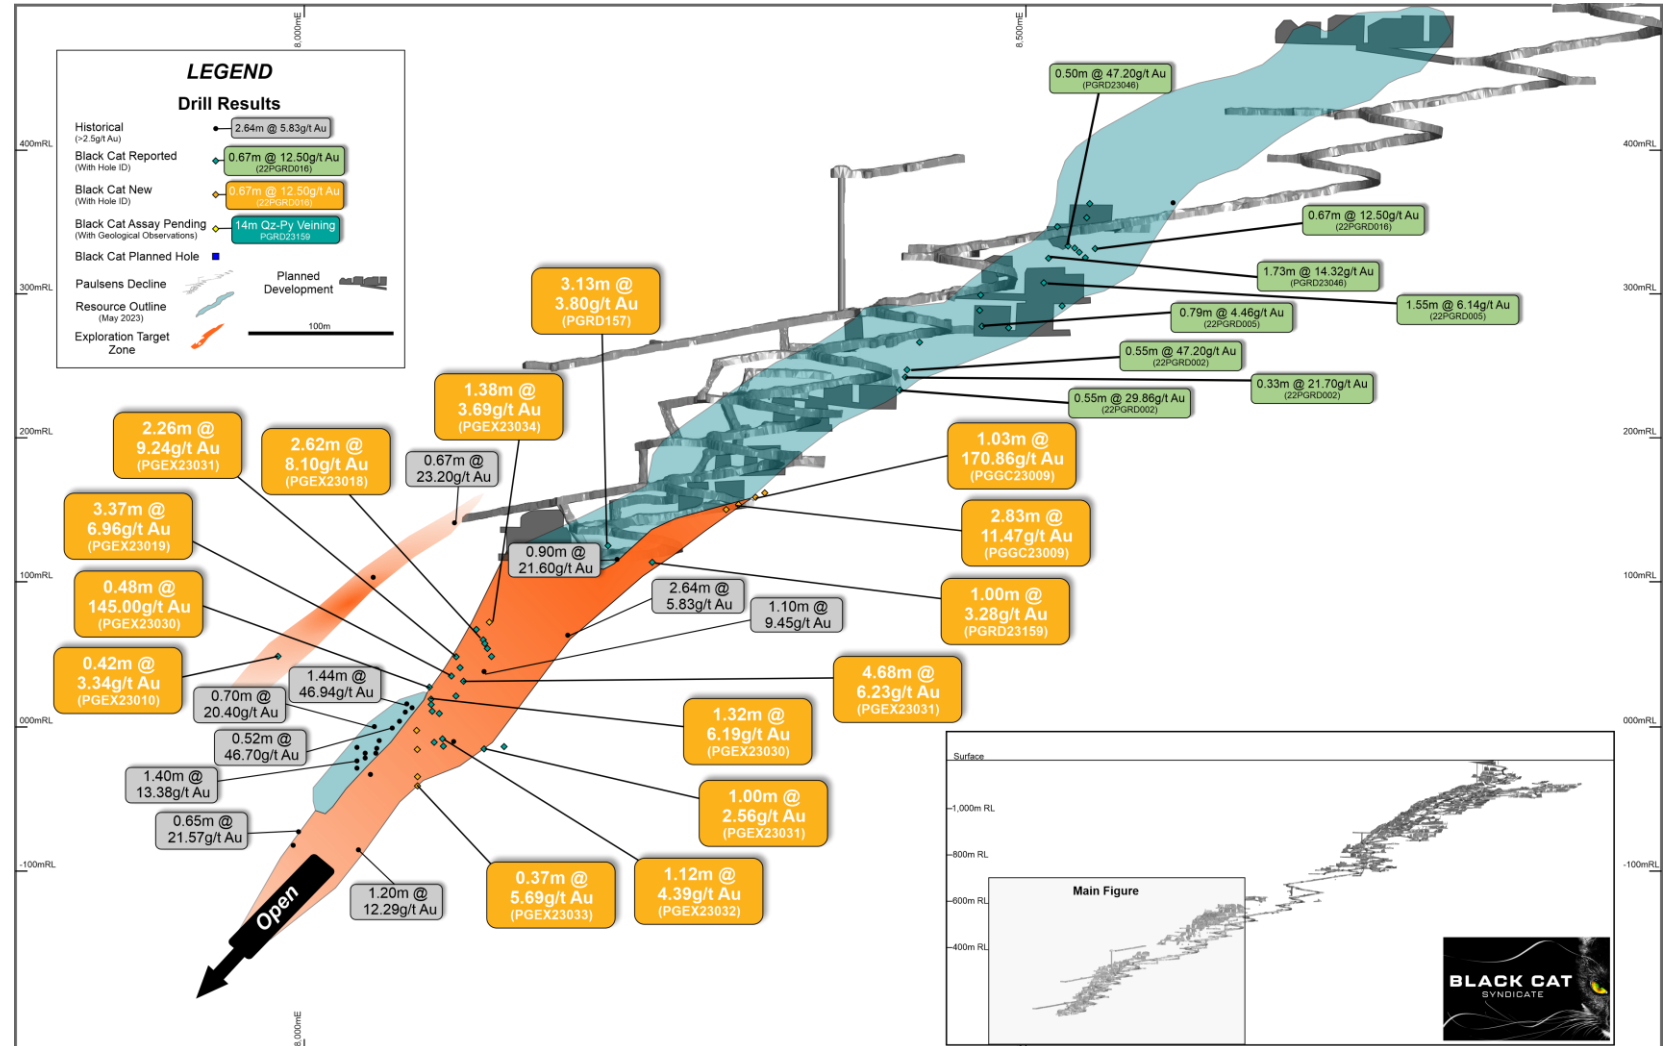 8,000mE
8,500mE
LEGEND
Drill Results
Historical
(>2.5g/t Au)
2.64m @ 5.83g/t Au
Black Cat Reported
(With Hole ID)
0.67m @ 12.50g/t Au
(22PGRD016)
Black Cat New
(With Hole ID)
0.67m @ 12.50g/t Au
(22PGRD016)
Black Cat Assay Pending
(With Geological Observations)
14m Qz-Py Veining
PGRD23159
Black Cat Planned Hole
Paulsens Decline
Planned
Development
Resource Outline
(May 2023)
Exploration Target
Zone
100m
400mRL
400mRL
300mRL
300mRL
200mRL
200mRL
100mRL
100mRL
000mRL
000mRL
-100mRL
-100mRL
0.50m @ 47.20g/t Au
(PGRD23046)
0.67m @ 12.50g/t Au
(22PGRD016)
1.73m @ 14.32g/t Au
(PGRD23046)
1.55m @ 6.14g/t Au
(22PGRD005)
0.79m @ 4.46g/t Au
(22PGRD005)
0.55m @ 47.20g/t Au
(22PGRD002)
0.33m @ 21.70g/t Au
(22PGRD002)
0.55m @ 29.86g/t Au
(22PGRD002)
3.13m @
3.80g/t Au
(PGRD157)
1.38m @
3.69g/t Au
(PGEX23034)
2.26m @
9.24g/t Au
(PGEX23031)
2.62m @
8.10g/t Au
(PGEX23018)
0.67m @
23.20g/t Au
1.03m @
170.86g/t Au
(PGGC23009)
3.37m @
6.96g/t Au
(PGEX23019)
2.83m @
11.47g/t Au
(PGGC23009)
0.90m @
21.60g/t Au
0.48m @
145.00g/t Au
(PGEX23030)
2.64m @
5.83g/t Au
1.10m @
9.45g/t Au
1.00m @
3.28g/t Au
(PGRD23159)
0.42m @
3.34g/t Au
(PGEX23010)
1.44m @
46.94g/t Au
0.70m @
20.40g/t Au
4.68m @
6.23g/t Au
(PGEX23031)
0.52m @
46.70g/t Au
1.32m @
6.19g/t Au
(PGEX23030)
1.40m @
13.38g/t Au
1.00m @
2.56g/t Au
(PGEX23031)
0.65m @
21.57g/t Au
1.20m @
12.29g/t Au
0.37m @
5.69g/t Au
(PGEX23033)
1.12m @
4.39g/t Au
(PGEX23032)
Open
8,000mE
Surface
1,000m RL
800m RL
600m RL
400m RL
Main Figure
BLACK CAT
SYNDICATE